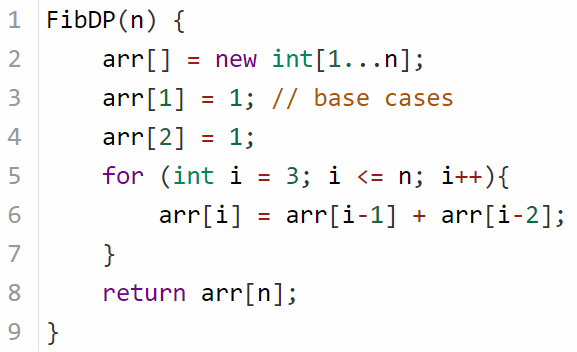 1 FibDP(n) {
2     arr[] = new int[1...n];
3     arr[1] = 1; // base cases
4     arr[2] = 1;
5     for (int i = 3; i <= n; i++){
6         arr[i] = arr[i-1] + arr[i-2];
7     }
8     return arr[n];
9 }